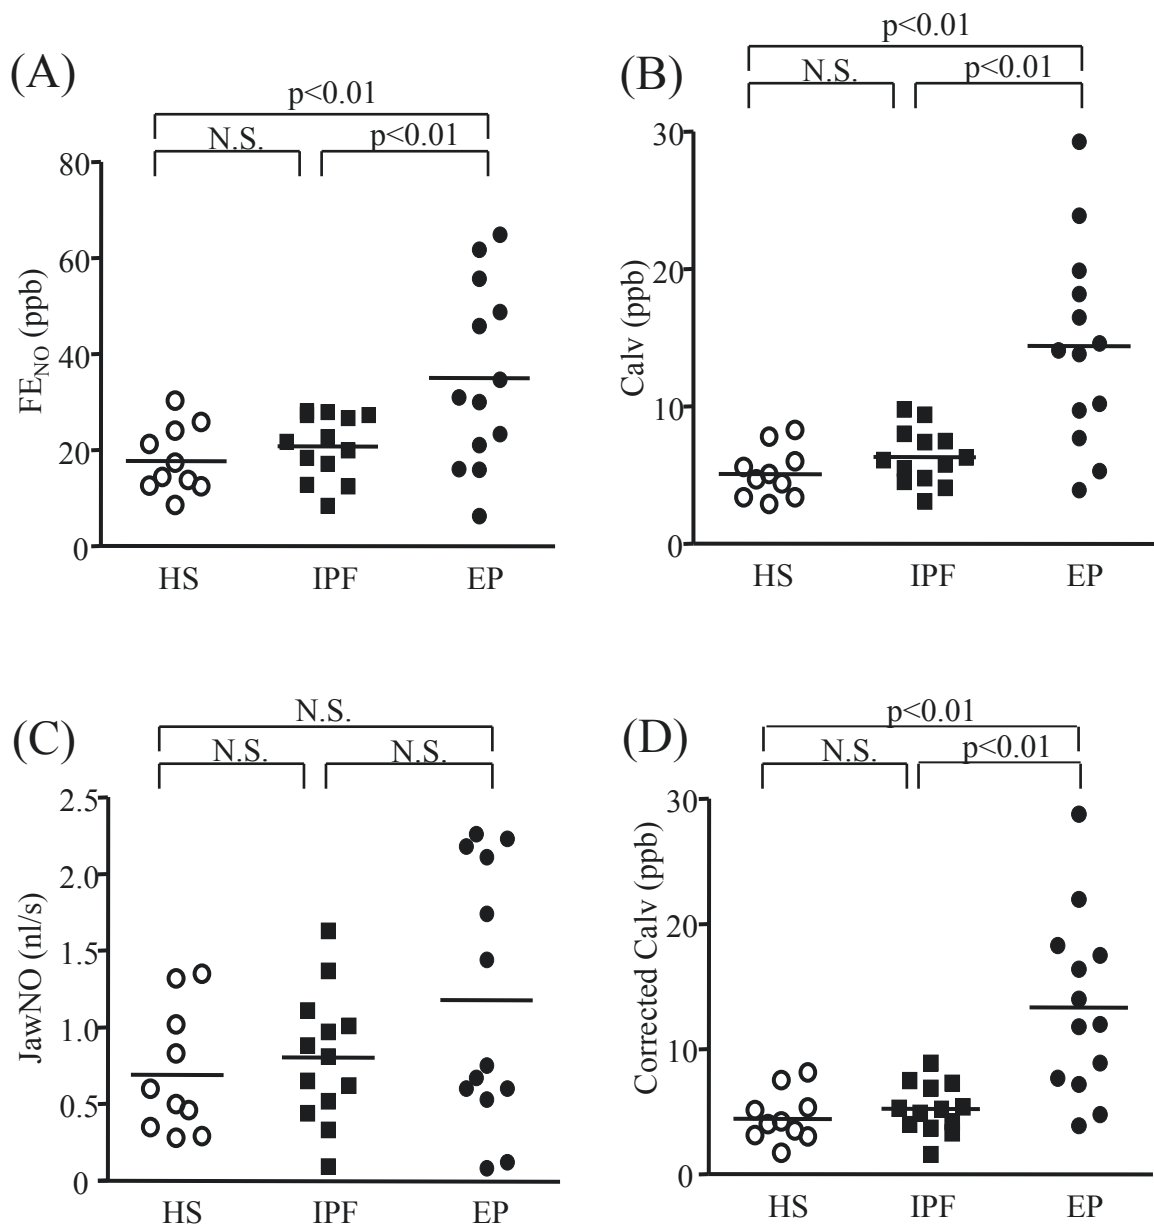 (A)
p<0.01
N.S.
p<0.01
80
60
40
20
0
FENO (ppb)
HS
IPF
EP
(B)
p<0.01
N.S.
p<0.01
30
20
10
0
Calv (ppb)
HS
IPF
EP
(C)
N.S.
N.S.
N.S.
2.5
2.0
1.5
1.0
0.5
0
JawNO (nl/s)
HS
IPF
EP
(D)
p<0.01
N.S.
p<0.01
30
20
10
0
Corrected Calv (ppb)
HS
IPF
EP